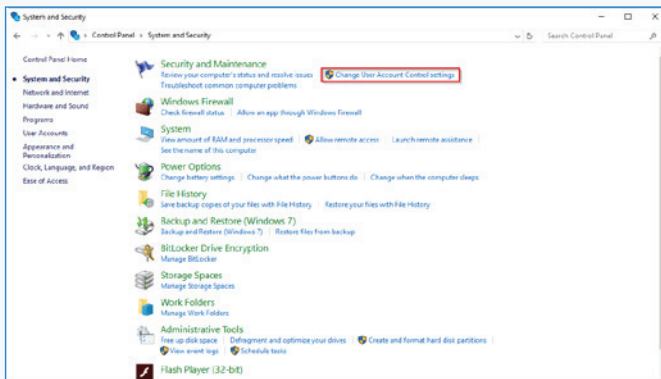 System and Security
Control Panel > System and Security
Search Control Panel
Control Panel Home
System and Security
Network and Internet
Hardware and Sound
Programs
User Accounts
Appearance and
Personalization
Clock, Language, and Region
Ease of Access
Security and Maintenance
Review your computer's status and resolve issues
Change User Account Control settings
Troubleshoot common computer problems
Windows Firewall
Check firewall status
Allow an app through Windows Firewall
System
View amount of RAM and processor speed
Allow remote access
Launch remote assistance
See the name of this computer
Power Options
Change battery settings
Change what the power buttons do
Change when the computer sleeps
File History
Save backup copies of your files with File History
Restore your files with File History
Backup and Restore (Windows 7)
Backup and Restore (Windows 7)
Restore files from backup
BitLocker Drive Encryption
Manage BitLocker
Storage Spaces
Manage Storage Spaces
Work Folders
Manage Work Folders
Administrative Tools
Free up disk space
Defragment and optimize your drives
Create and format hard disk partitions
View event logs
Schedule tasks
Flash Player (32-bit)